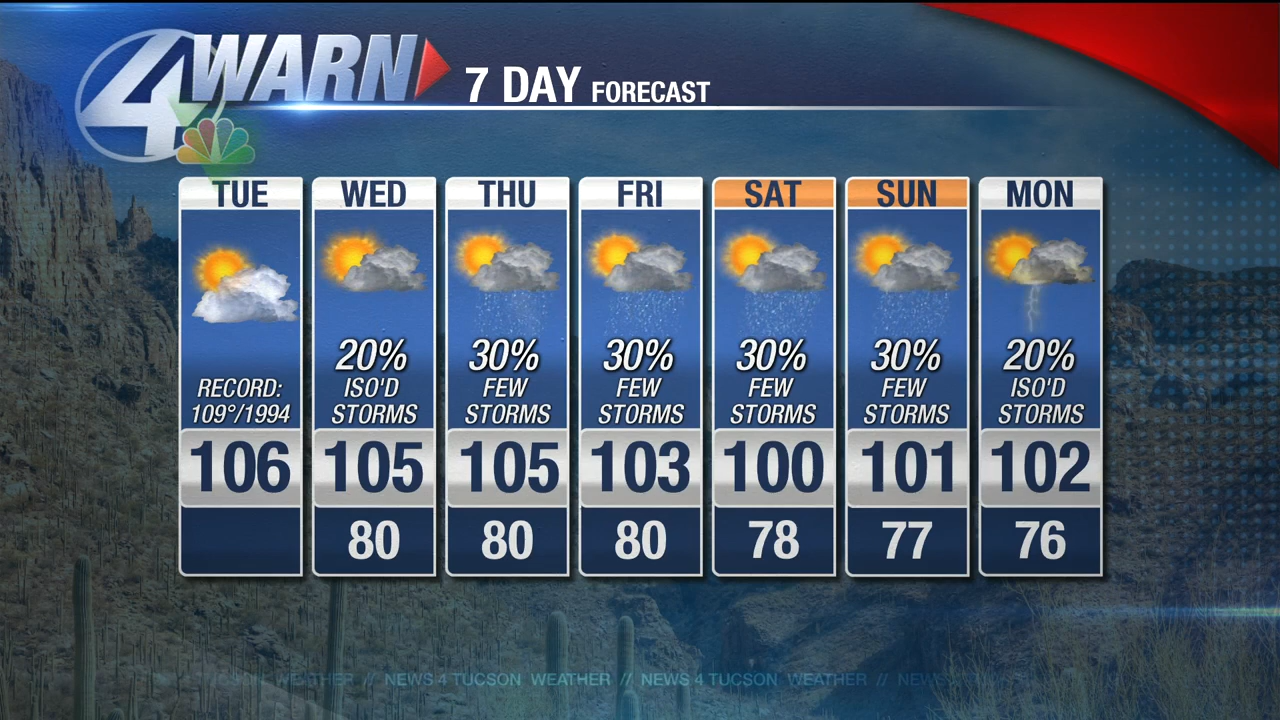 4WARN
7 DAY FORECAST
TUE WED THU FRI SAT SUN MON
20% 30% 30% 30% 30% 20%
RECORD: ISO'D FEW FEW FEW FEW ISO'D
109°/1994 STORMS STORMS STORMS STORMS STORMS STORMS
106 105 105 103 100 101 102
80 80 80 78 77 76
WEATHER // NEWS 4 TUCSON WEATHER // NEWS 4 TUCSON WEATHER // NEWS